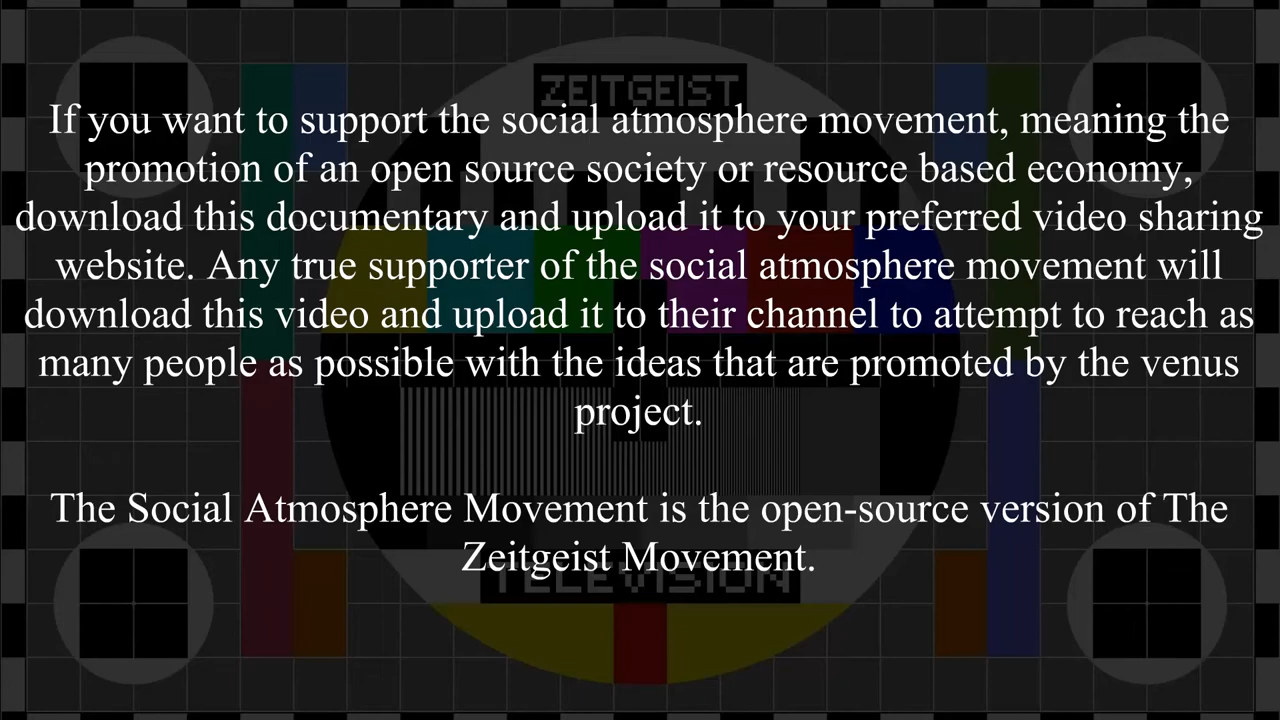 ZEITGEIST
If you want to support the social atmosphere movement, meaning the
promotion of an open source society or resource based economy,
download this documentary and upload it to your preferred video sharing
website. Any true supporter of the social atmosphere movement will
download this video and upload it to their channel to attempt to reach as
many people as possible with the ideas that are promoted by the venus
project.
The Social Atmosphere Movement is the open-source version of The
Zeitgeist Movement.
TELEVISION